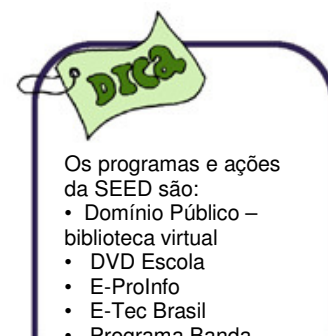 DICA
Os programas e ações
da SEED são:
• Domínio Público –
biblioteca virtual
• DVD Escola
• E-ProInfo
• E-Tec Brasil
• Programa Banda